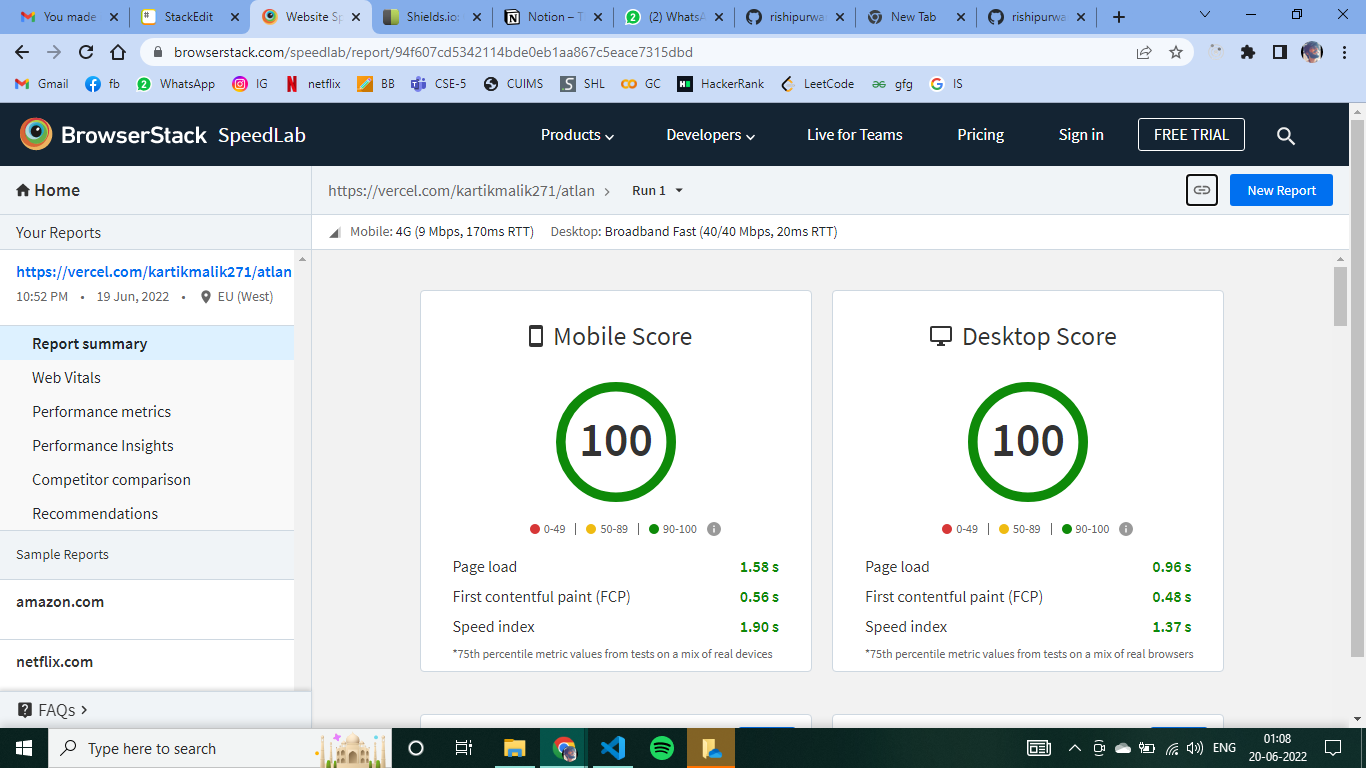 You made
StackEdit
Website Sp
Shields.io:
Notion – T
(2) WhatsA
rishipurwa
New Tab
rishipurwa
browserstack.com/speedlab/report/94f607cd5342114bde0eb1aa867c5eace7315dbd
Gmail fb WhatsApp IG netflix BB CSE-5 CUIMS SHL GC HackerRank LeetCode gfg IS
BrowserStack SpeedLab
Products Developers Live for Teams Pricing Sign in FREE TRIAL
Home
https://vercel.com/kartikmalik271/atlan > Run 1
New Report
Your Reports
Mobile: 4G (9 Mbps, 170ms RTT) Desktop: Broadband Fast (40/40 Mbps, 20ms RTT)
https://vercel.com/kartikmalik271/atlan
10:52 PM • 19 Jun, 2022 • EU (West)
Report summary
Web Vitals
Performance metrics
Performance Insights
Competitor comparison
Recommendations
Sample Reports
amazon.com
netflix.com
FAQs >
Mobile Score
100
0-49 | 50-89 | 90-100
Page load 1.58 s
First contentful paint (FCP) 0.56 s
Speed index 1.90 s
*75th percentile metric values from tests on a mix of real devices
Desktop Score
100
0-49 | 50-89 | 90-100
Page load 0.96 s
First contentful paint (FCP) 0.48 s
Speed index 1.37 s
*75th percentile metric values from tests on a mix of real browsers
Type here to search
ENG
01:08
20-06-2022